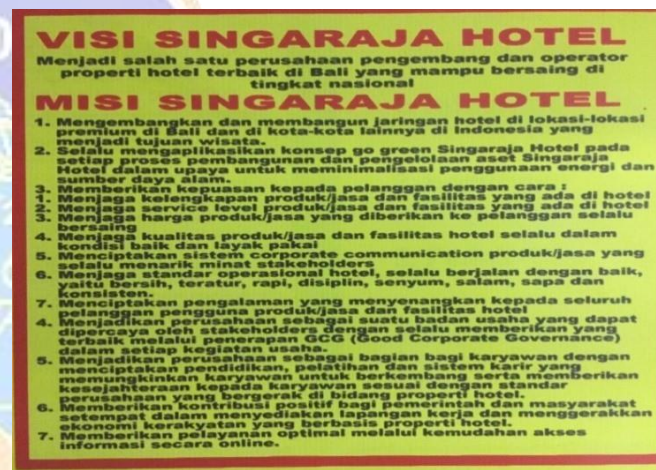 VISI SINGARAJA HOTEL
Menjadi salah satu perusahaan pengembang dan operator
properti hotel terbaik di Bali yang mampu bersaing di
tingkat nasional
MISI SINGARAJA HOTEL
1. Mengembangkan dan membangun jaringan hotel di lokasi-lokasi
premium di Bali dan di kota-kota lainnya di Indonesia yang
menjadi tujuan wisata.
2. Selalu mengaplikasikan konsep go green Singaraja Hotel pada
setiap proses pembangunan dan pengelolaan aset Singaraja
Hotel dalam upaya untuk meminimalisasi penggunaan energi dan
sumber daya alam.
3. Memberikan kepuasan kepada pelanggan dengan cara :
1. Menjaga kelengkapan produk/jasa dan fasilitas yang ada di hotel
2. Menjaga service level produk/jasa dan fasilitas yang ada di hotel
3. Menjaga harga produk/jasa yang diberikan ke pelanggan selalu
bersaing
4. Menjaga kualitas produk/jasa dan fasilitas hotel selalu dalam
kondisi baik dan layak pakai
5. Menciptakan sistem corporate communication produk/jasa yang
selalu menarik minat stakeholders
6. Menjaga standar operasional hotel, selalu berjalan dengan baik,
yaitu bersih, teratur, rapi, disiplin, senyum, salam, sapa dan
konsisten.
7. Menciptakan pengalaman yang menyenangkan kepada seluruh
pelanggan pengguna produk/jasa dan fasilitas hotel
4. Menjadikan perusahaan sebagai suatu badan usaha yang dapat
dipercaya oleh stakeholders dengan selalu memberikan yang
terbaik melalui penerapan GCG (Good Corporate Governance)
dalam setiap kegiatan usaha.
5. Menjadikan perusahaan sebagai bagian bagi karyawan dengan
menciptakan pendidikan, pelatihan dan sistem karir yang
memungkinkan karyawan untuk berkembang serta memberikan
kesejahteraan kepada karyawan sesuai dengan standar
perusahaan yang bergerak di bidang properti hotel.
6. Memberikan kontribusi positif bagi pemerintah dan masyarakat
setempat dalam menyediakan lapangan kerja dan menggerakkan
ekonomi kerakyatan yang berbasis properti hotel.
7. Memberikan pelayanan optimal melalui kemudahan akses
informasi secara online.